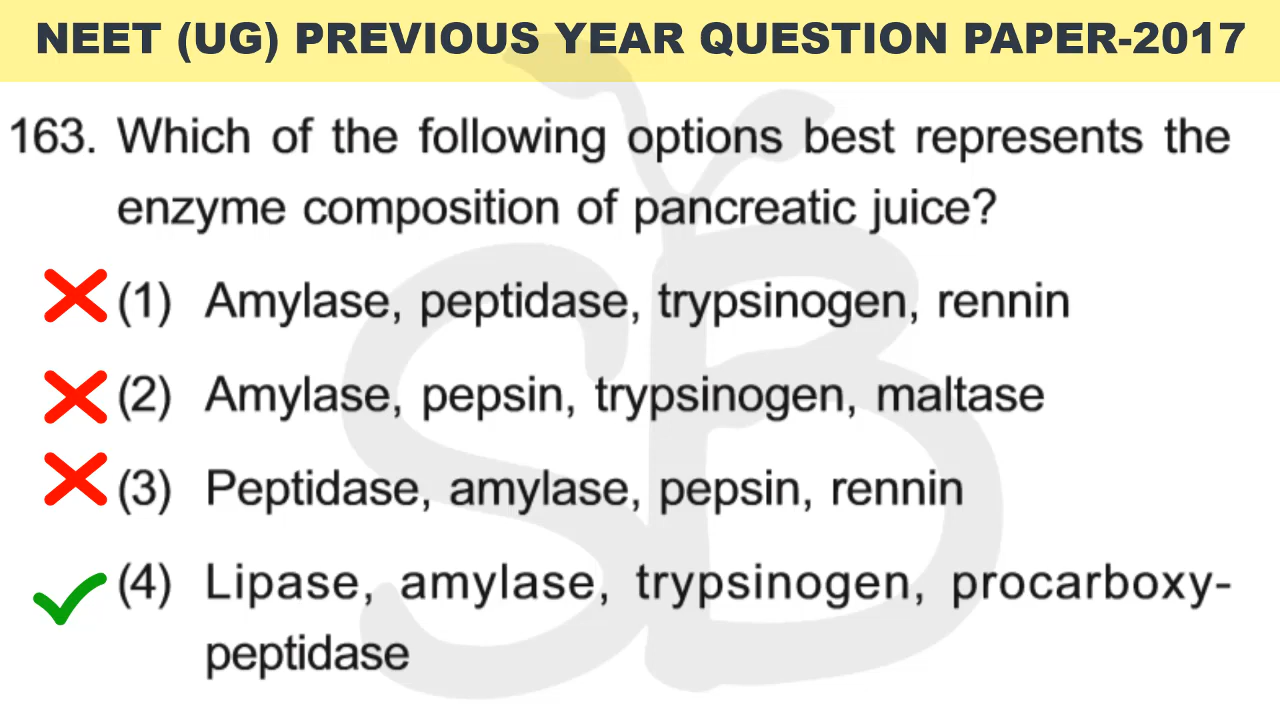 NEET (UG) PREVIOUS YEAR QUESTION PAPER-2017
163. Which of the following options best represents the
enzyme composition of pancreatic juice?
(1) Amylase, peptidase, trypsinogen, rennin
(2) Amylase, pepsin, trypsinogen, maltase
(3) Peptidase, amylase, pepsin, rennin
(4) Lipase, amylase, trypsinogen, procarboxy-
peptidase
SB